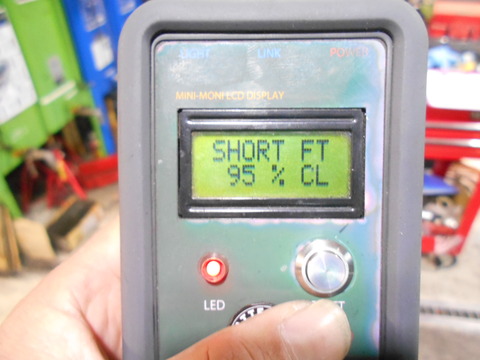 LIGHT LINK POWER
MINI-MONI LCD DISPLAY
SHORT FT
95 % CL
LED